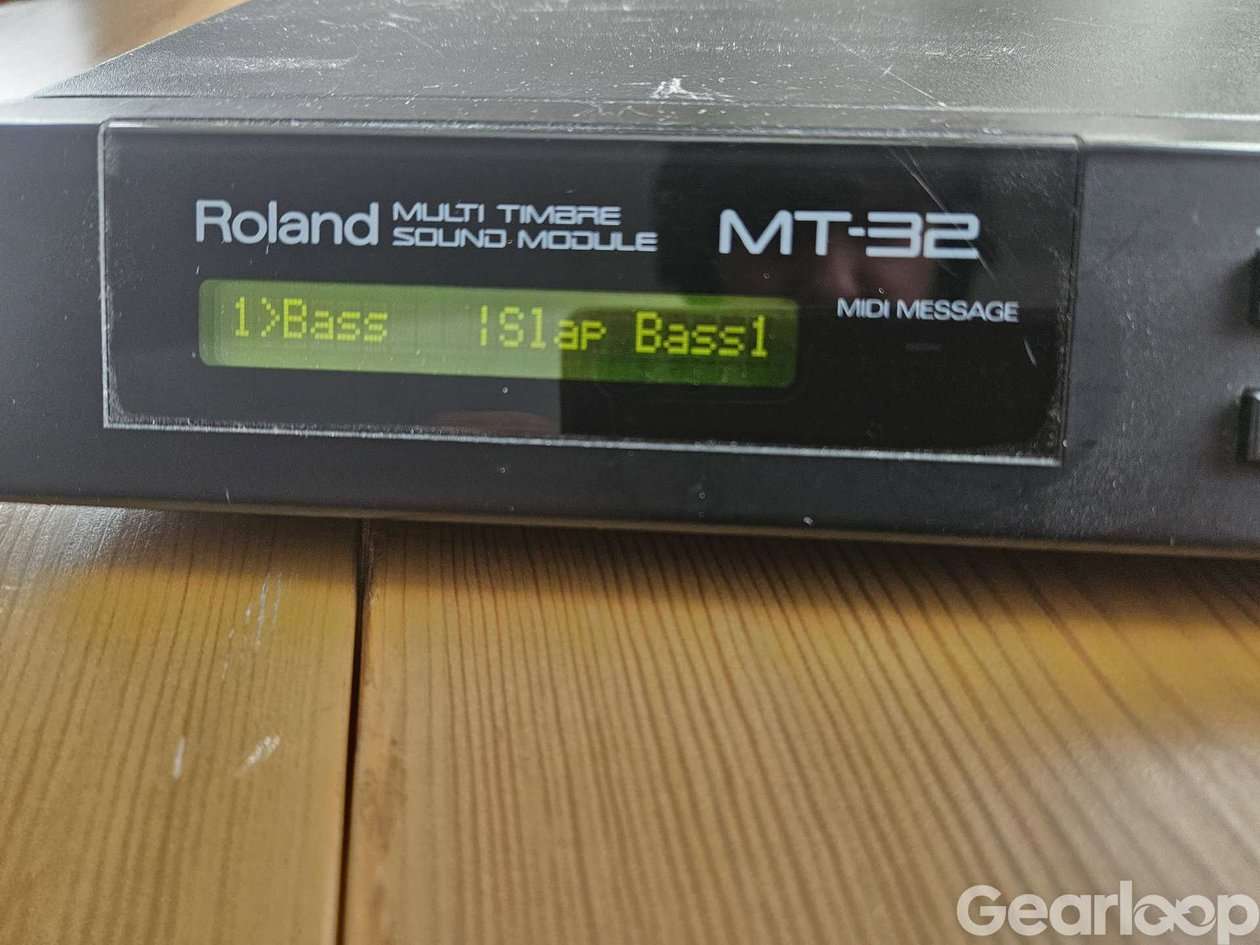 Roland MULTI TIMBRE SOUND MODULE MT-32
1>Bass |Slap Bass1
MIDI MESSAGE
Gearloop